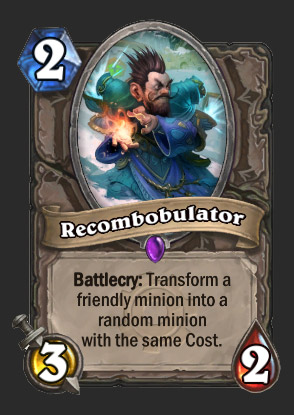 2
Recombobulator
Battlecry: Transform a
friendly minion into a
random minion
with the same Cost.
3
2